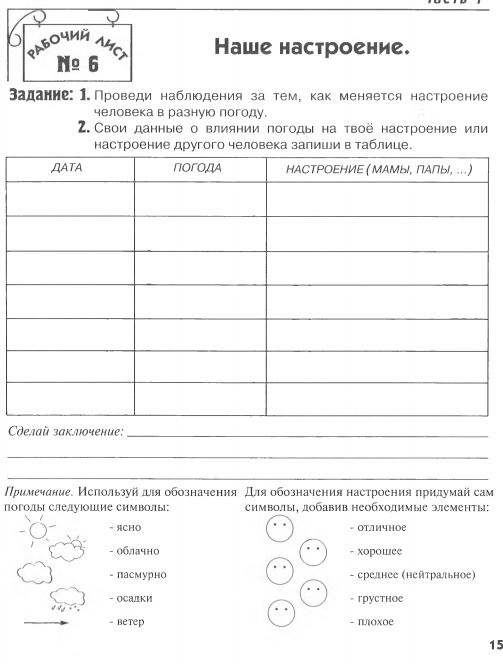 Часть 1
РАБОЧИЙ ЛИСТ
№ 6
Наше настроение.
Задание: 1. Проведи наблюдения за тем, как меняется настроение
человека в разную погоду.
2. Свои данные о влиянии погоды на твоё настроение или
настроение другого человека запиши в таблице.
ДАТА ПОГОДА НАСТРОЕНИЕ (МАМЫ, ПАПЫ, ...)
Сделай заключение:
Примечание. Используй для обозначения
погоды следующие символы:
- ясно
- облачно
- пасмурно
- осадки
- ветер
Для обозначения настроения придумай сам
символы, добавив необходимые элементы:
- отличное
- хорошее
- среднее (нейтральное)
- грустное
- плохое
15